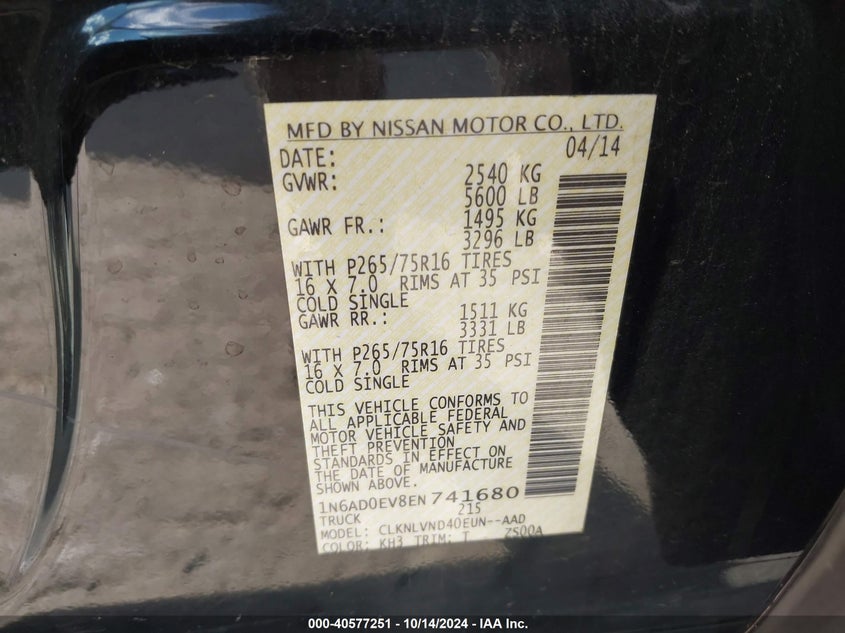 MFD BY NISSAN MOTOR CO., LTD.
DATE: 04/14
GVWR: 2540 KG
5600 LB
GAWR FR.: 1495 KG
3296 LB
WITH P265/75R16 TIRES
16 X 7.0 RIMS AT 35 PSI
COLD SINGLE
GAWR RR.: 1511 KG
3331 LB
WITH P265/75R16 TIRES
16 X 7.0 RIMS AT 35 PSI
COLD SINGLE
THIS VEHICLE CONFORMS TO
ALL APPLICABLE FEDERAL
MOTOR VEHICLE SAFETY AND
THEFT PREVENTION
STANDARDS IN EFFECT ON
THE DATE OF MANUFACTURE
SHOWN ABOVE.
1N6AD0EV8EN 741680
TRUCK 215
MODEL: CLKNLVND40EUN--AAD
COLOR: KH3 TRIM: T ZS00A
000-40577251 - 10/14/2024 - IAA Inc.